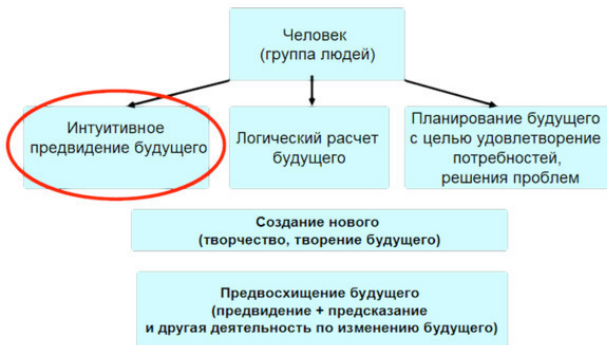 Человек
(группа людей)
Интуитивное
предвидение будущего
Логический расчет
будущего
Планирование будущего
с целью удовлетворение
потребностей,
решения проблем
Создание нового
(творчество, творение будущего)
Предвосхищение будущего
(предвидение + предсказание
и другая деятельность по изменению будущего)